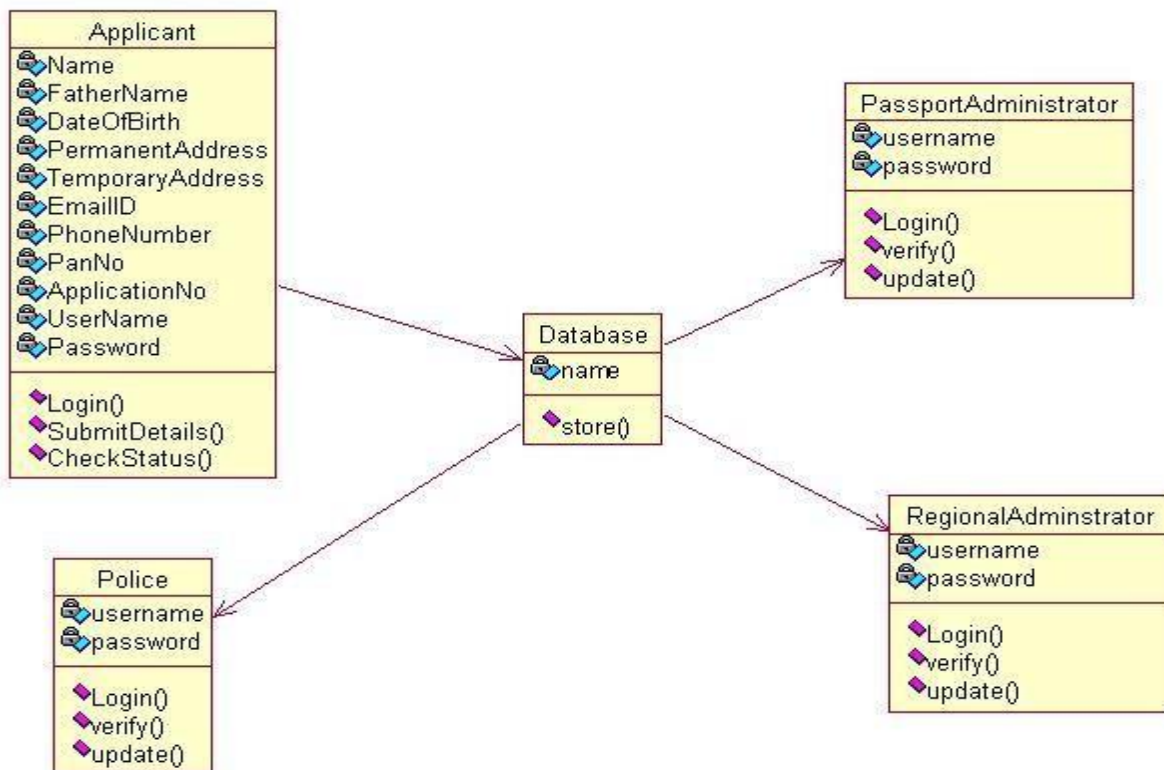 Applicant
Name
FatherName
DateOfBirth
PermanentAddress
TemporaryAddress
EmailID
PhoneNumber
PanNo
ApplicationNo
UserName
Password
Login()
SubmitDetails()
CheckStatus()
PassportAdministrator
username
password
Login()
verify()
update()
Database
name
store()
Police
username
password
Login()
verify()
update()
RegionalAdminstrator
username
password
Login()
verify()
update()